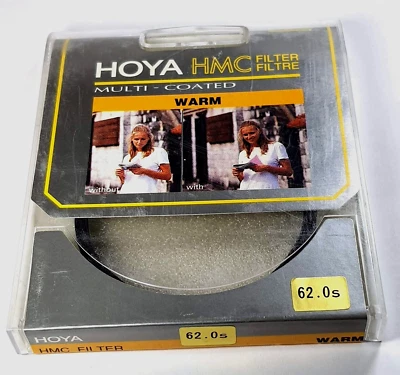 HOYA HMC FILTER
FILTRE
MULTI - COATED
WARM
without
with
62.0s
HOYA
62.0s
HMC FILTER
WARM